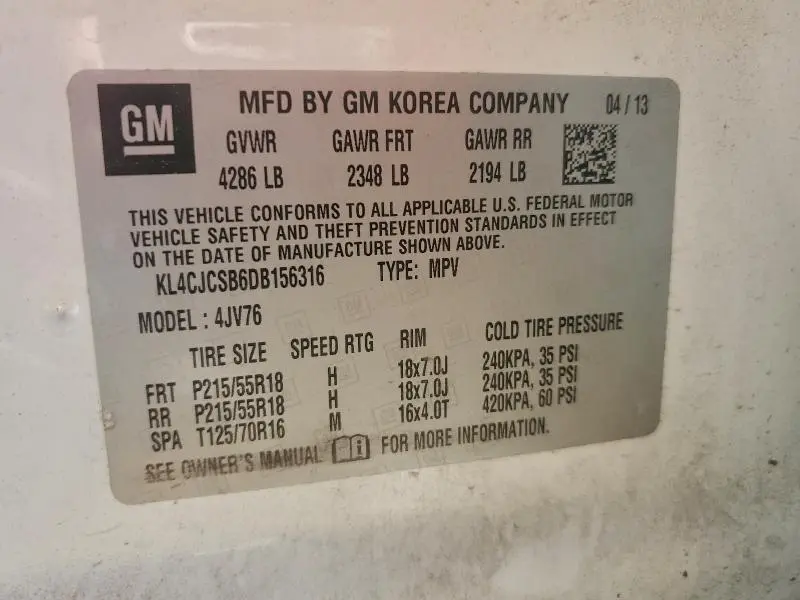 GM
MFD BY GM KOREA COMPANY 04 / 13
GVWR GAWR FRT GAWR RR
4286 LB 2348 LB 2194 LB
THIS VEHICLE CONFORMS TO ALL APPLICABLE U.S. FEDERAL MOTOR
VEHICLE SAFETY AND THEFT PREVENTION STANDARDS IN EFFECT
ON THE DATE OF MANUFACTURE SHOWN ABOVE.
KL4CJCSB6DB156316 TYPE: MPV
MODEL : 4JV76
TIRE SIZE SPEED RTG RIM COLD TIRE PRESSURE
FRT P215/55R18 H 18x7.0J 240KPA, 35 PSI
RR P215/55R18 H 18x7.0J 240KPA, 35 PSI
SPA T125/70R16 M 16x4.0T 420KPA, 60 PSI
SEE OWNER'S MANUAL FOR MORE INFORMATION.